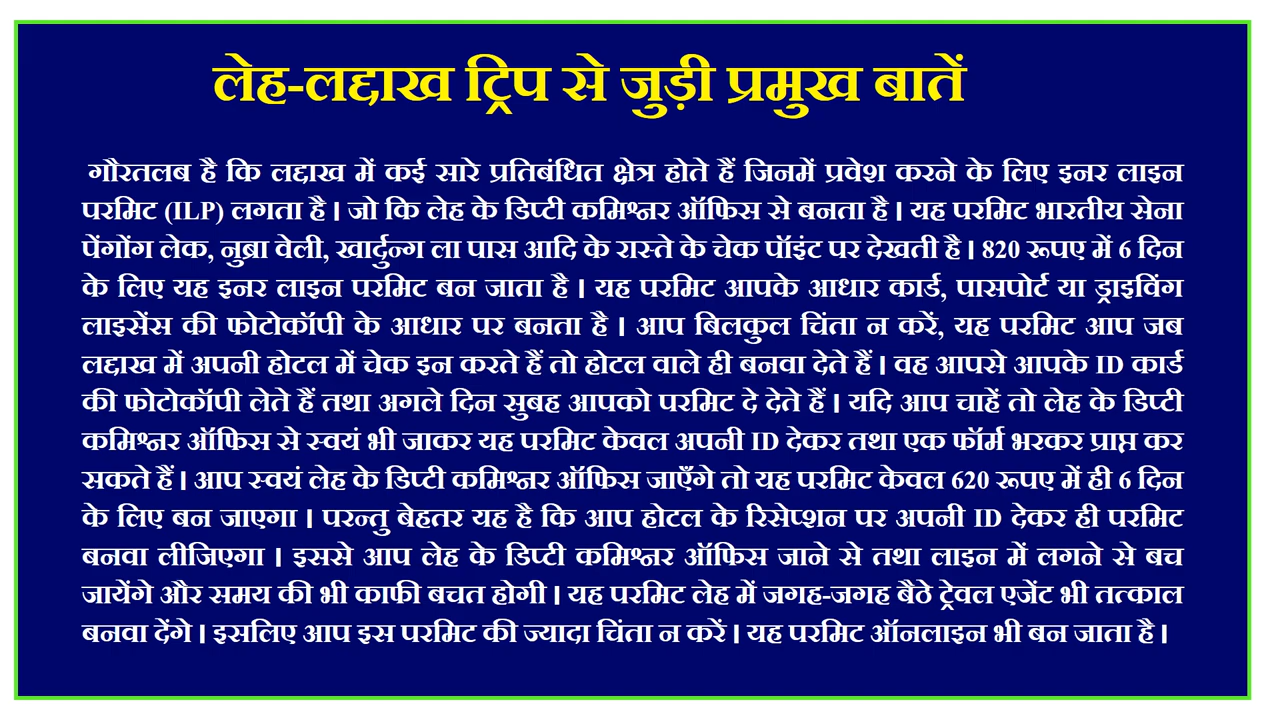 लेह-लद्दाख ट्रिप से जुड़ी प्रमुख बातें
गौरतलब है कि लद्दाख में कई सारे प्रतिबंधित क्षेत्र होते हैं जिनमें प्रवेश करने के लिए इनर लाइन
परमिट (ILP) लगता है। जो कि लेह के डिप्टी कमिश्नर ऑफिस से बनता है। यह परमिट भारतीय सेना
पेंगोंग लेक, नुब्रा वेली, खार्दुन्ग ला पास आदि के रास्ते के चेक पॉइंट पर देखती है। 820 रूपए में 6 दिन
के लिए यह इनर लाइन परमिट बन जाता है। यह परमिट आपके आधार कार्ड, पासपोर्ट या ड्राइविंग
लाइसेंस की फोटोकॉपी के आधार पर बनता है। आप बिलकुल चिंता न करें, यह परमिट आप जब
लद्दाख में अपनी होटल में चेक इन करते हैं तो होटल वाले ही बनवा देते हैं। वह आपसे आपके ID कार्ड
की फोटोकॉपी लेते हैं तथा अगले दिन सुबह आपको परमिट दे देते हैं। यदि आप चाहें तो लेह के डिप्टी
कमिश्नर ऑफिस से स्वयं भी जाकर यह परमिट केवल अपनी ID देकर तथा एक फॉर्म भरकर प्राप्त कर
सकते हैं। आप स्वयं लेह के डिप्टी कमिश्नर ऑफिस जाएँगे तो यह परमिट केवल 620 रूपए में ही 6 दिन
के लिए बन जाएगा। परन्तु बेहतर यह है कि आप होटल के रिसेप्शन पर अपनी ID देकर ही परमिट
बनवा लीजिएगा। इससे आप लेह के डिप्टी कमिश्नर ऑफिस जाने से तथा लाइन में लगने से बच
जायेंगे और समय की भी काफी बचत होगी। यह परमिट लेह में जगह-जगह बैठे ट्रेवल एजेंट भी तत्काल
बनवा देंगे। इसलिए आप इस परमिट की ज्यादा चिंता न करें। यह परमिट ऑनलाइन भी बन जाता है।